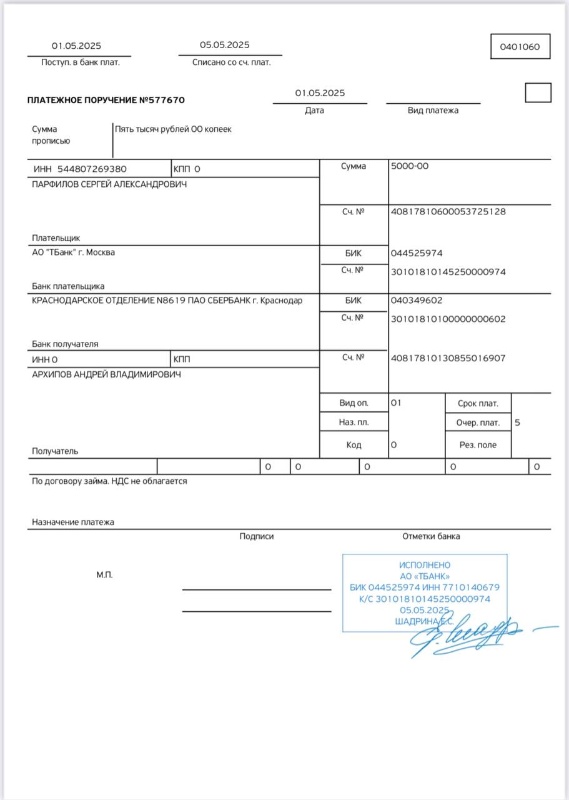 01.05.2025
05.05.2025
0401060
Поступ. в банк плат.
Списано со сч. плат.
ПЛАТЕЖНОЕ ПОРУЧЕНИЕ №577670
01.05.2025
Дата
Вид платежа
Сумма прописью
Пять тысяч рублей 00 копеек
ИНН 544807269380
КПП 0
Сумма
5000-00
ПАРФИЛОВ СЕРГЕЙ АЛЕКСАНДРОВИЧ
Сч. №
40817810600053725128
Плательщик
АО "ТБанк" г. Москва
БИК
044525974
Сч. №
30101810145250000974
Банк плательщика
КРАСНОДАРСКОЕ ОТДЕЛЕНИЕ N8619 ПАО СБЕРБАНК г. Краснодар
БИК
040349602
Сч. №
30101810100000000602
Банк получателя
ИНН 0
КПП
Сч. №
40817810130855016907
АРХИПОВ АНДРЕЙ ВЛАДИМИРОВИЧ
Вид оп.
01
Срок плат.
Наз. пл.
Очер. плат.
5
Код
0
Рез. поле
Получатель
0 0 0 0 0
По договору займа. НДС не облагается
Назначение платежа
Подписи
Отметки банка
М.П.
ИСПОЛНЕНО
АО «ТБАНК»
БИК 044525974 ИНН 7710140679
К/С 30101810145250000974
05.05.2025
ШАДРИНА Е.С.